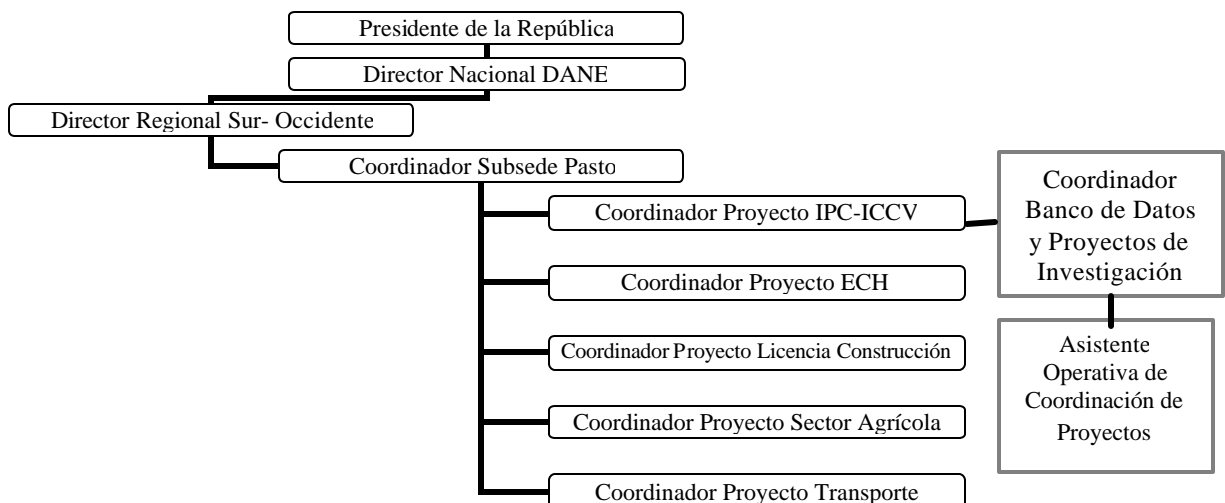 Presidente de la República
Director Nacional DANE
Director Regional Sur- Occidente
Coordinador Subsede Pasto
Coordinador Proyecto IPC-ICCV
Coordinador Proyecto ECH
Coordinador Proyecto Licencia Construcción
Coordinador Proyecto Sector Agrícola
Coordinador Proyecto Transporte
Coordinador
Banco de Datos
y Proyectos de
Investigación
Asistente
Operativa de
Coordinación de
Proyectos